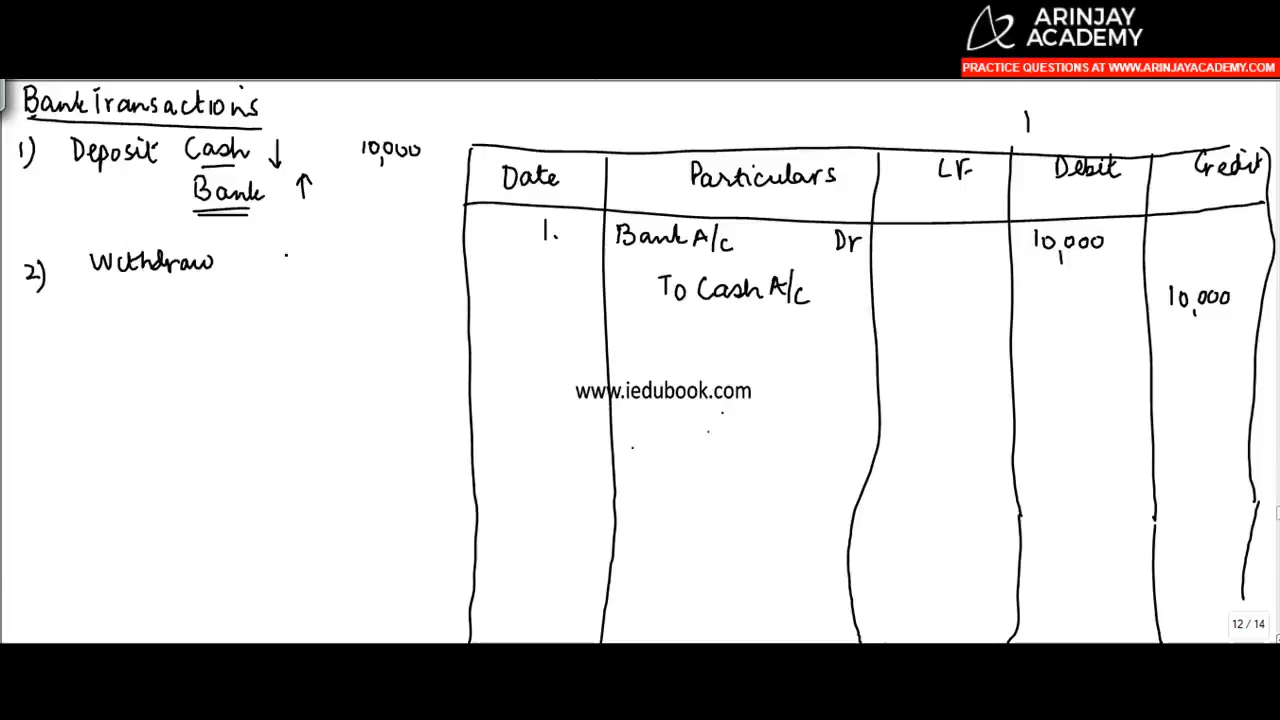 ARINJAY
ACADEMY
PRACTICE QUESTIONS AT WWW.ARINJAYACADEMY.COM
Bank Transactions
1) Deposit Cash ↓ 10,000
Bank ↑
2) Withdraw
1
Date Particulars LF Debit Credit
1. Bank A/c Dr 10,000
To Cash A/c 10,000
www.iedubook.com
12 / 14